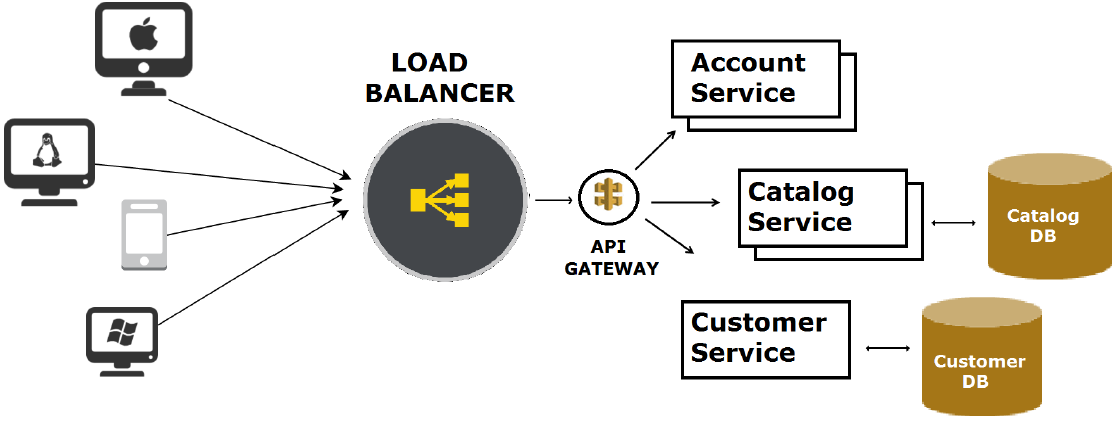 LOAD
BALANCER
API
GATEWAY
Account
Service
Catalog
Service
Catalog
DB
Customer
Service
Customer
DB